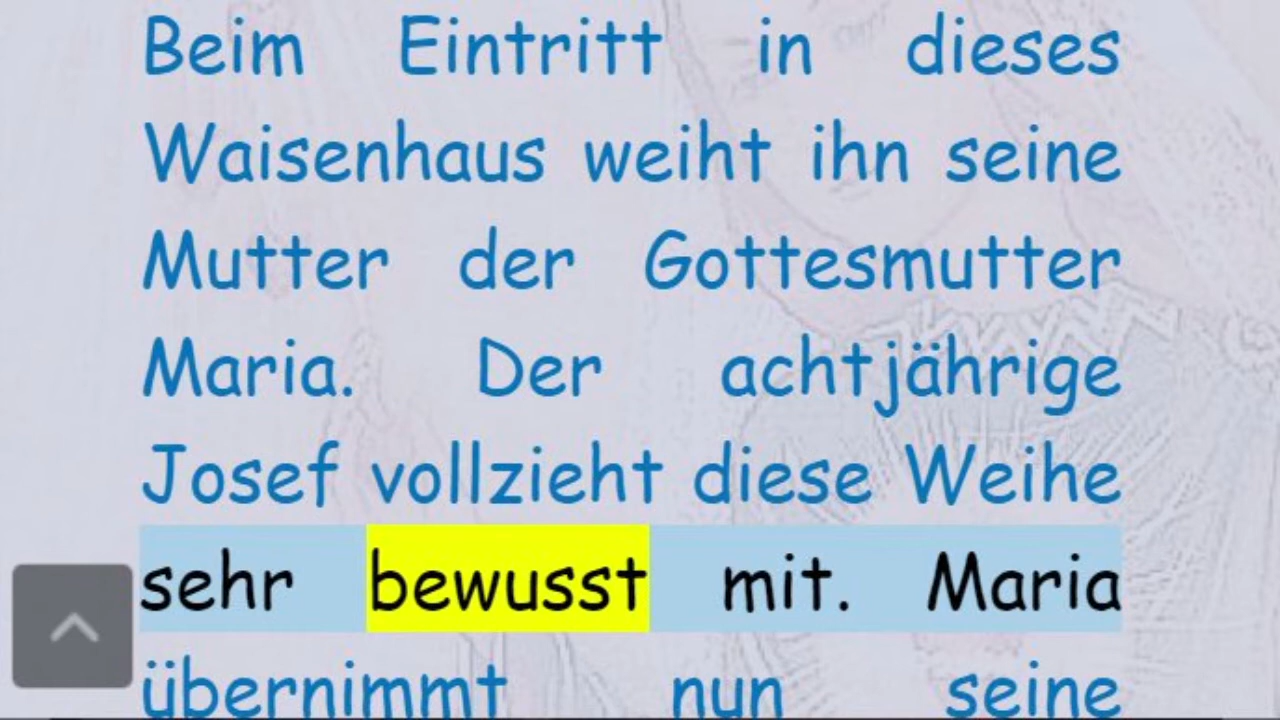 Beim Eintritt in dieses
Waisenhaus weiht ihn seine
Mutter der Gottesmutter
Maria. Der achtjährige
Josef vollzieht diese Weihe
sehr bewusst mit. Maria
übernimmt nun seine